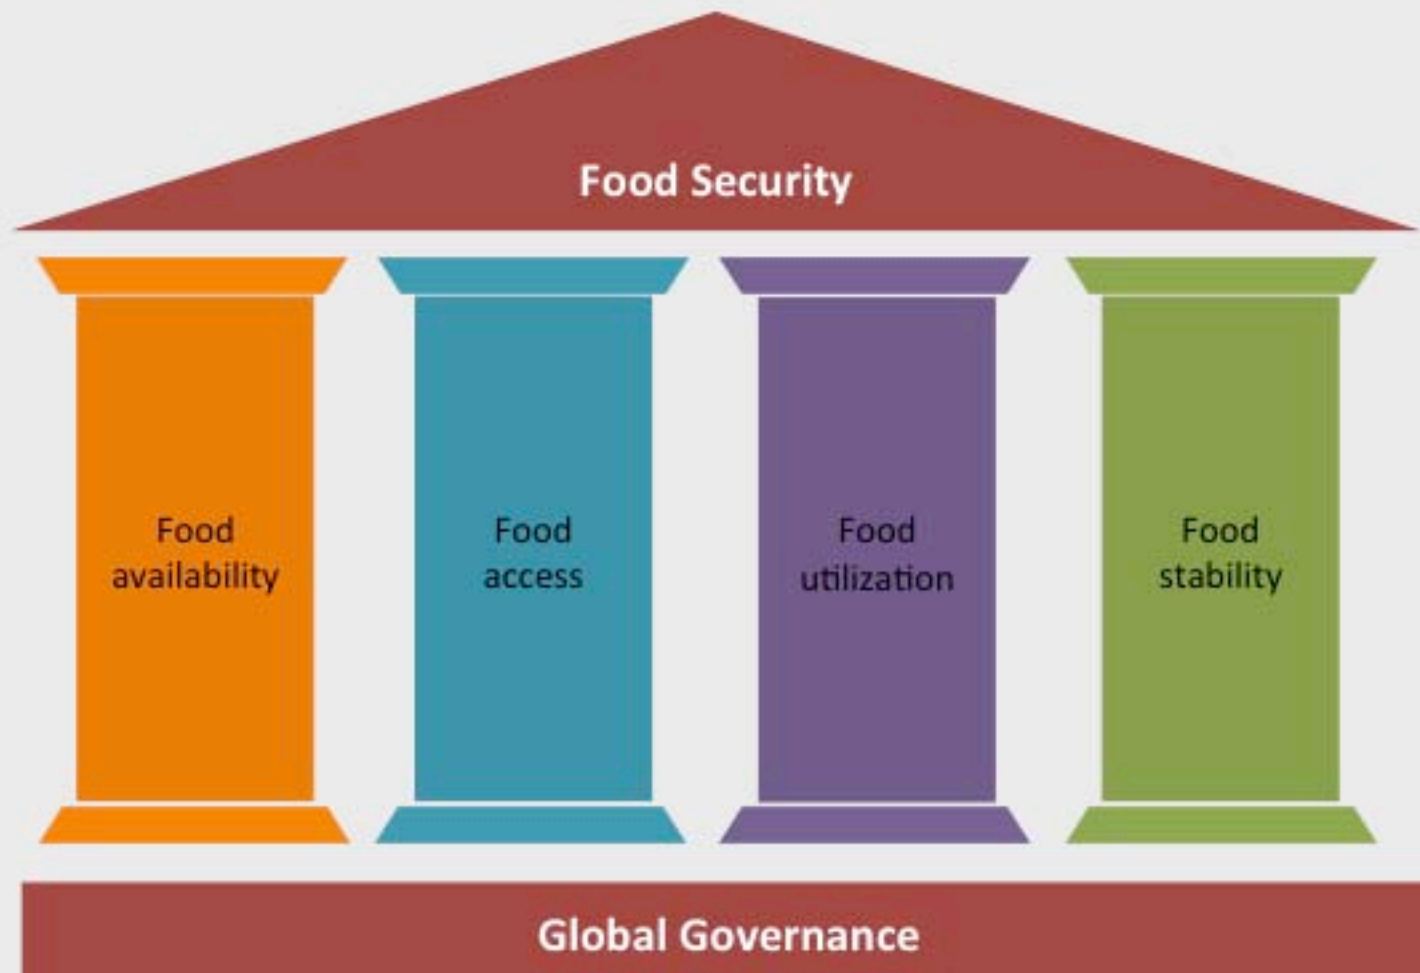 Food Security
Food
availability
Food
access
Food
utilization
Food
stability
Global Governance